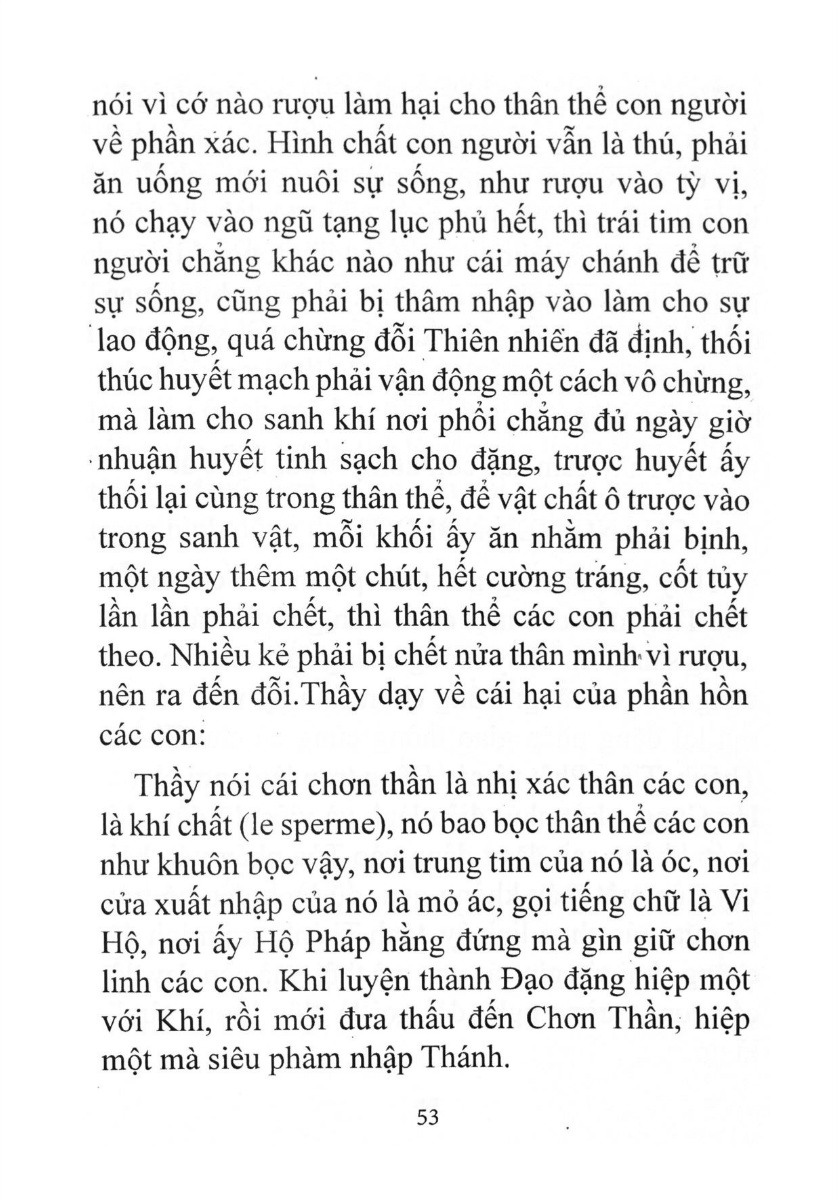 nói vì cớ nào rượu làm hại cho thân thể con người
về phần xác. Hình chất con người vẫn là thú, phải
ăn uống mới nuôi sự sống, như rượu vào tỳ vị,
nó chạy vào ngũ tạng lục phủ hết, thì trái tim con
người chẳng khác nào như cái máy chánh để trữ
sự sống, cũng phải bị thâm nhập vào làm cho sự
lao động, quá chừng đỗi Thiên nhiên đã định, thối
thúc huyết mạch phải vận động một cách vô chừng,
mà làm cho sanh khí nơi phổi chẳng đủ ngày giờ
nhuận huyết tinh sạch cho đặng, trược huyết ấy
thối lại cùng trong thân thể, để vật chất ô trược vào
trong sanh vật, mỗi khối ấy ăn nhằm phải bịnh,
một ngày thêm một chút, hết cường tráng, cốt tủy
lần lần phải chết, thì thân thể các con phải chết
theo. Nhiều kẻ phải bị chết nửa thân mình vì rượu,
nên ra đến đỗi.Thầy dạy về cái hại của phần hồn
các con:
Thầy nói cái chơn thần là nhị xác thân các con,
là khí chất (le sperme), nó bao bọc thân thể các con
như khuôn bọc vậy, nơi trung tim của nó là óc, nơi
cửa xuất nhập của nó là mỏ ác, gọi tiếng chữ là Vi
Hộ, nơi ấy Hộ Pháp hằng đứng mà gìn giữ chơn
linh các con. Khi luyện thành Đạo đặng hiệp một
với Khí, rồi mới đưa thấu đến Chơn Thần, hiệp
một mà siêu phàm nhập Thánh.
53